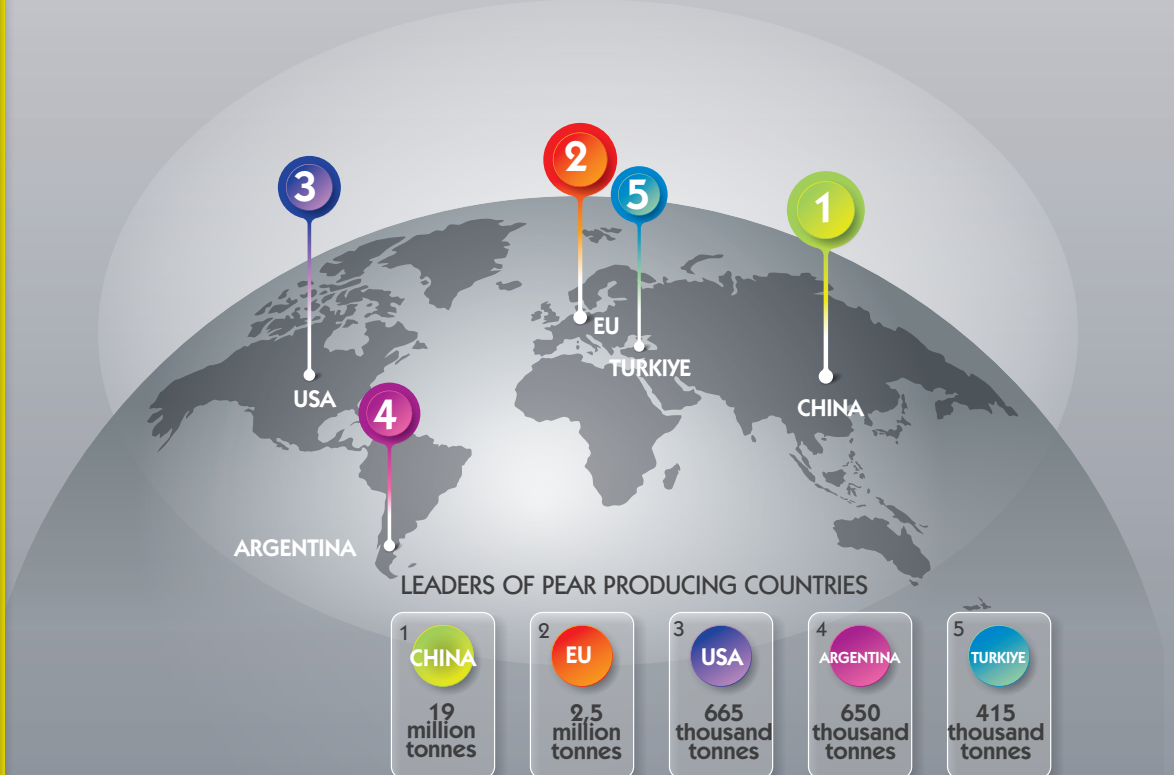 2
5
3
1
EU
TURKIYE
USA
4
CHINA
ARGENTINA
LEADERS OF PEAR PRODUCING COUNTRIES
1
CHINA
19
million
tonnes
2
EU
2,5
million
tonnes
3
USA
665
thousand
tonnes
4
ARGENTINA
650
thousand
tonnes
5
TURKIYE
415
thousand
tonnes